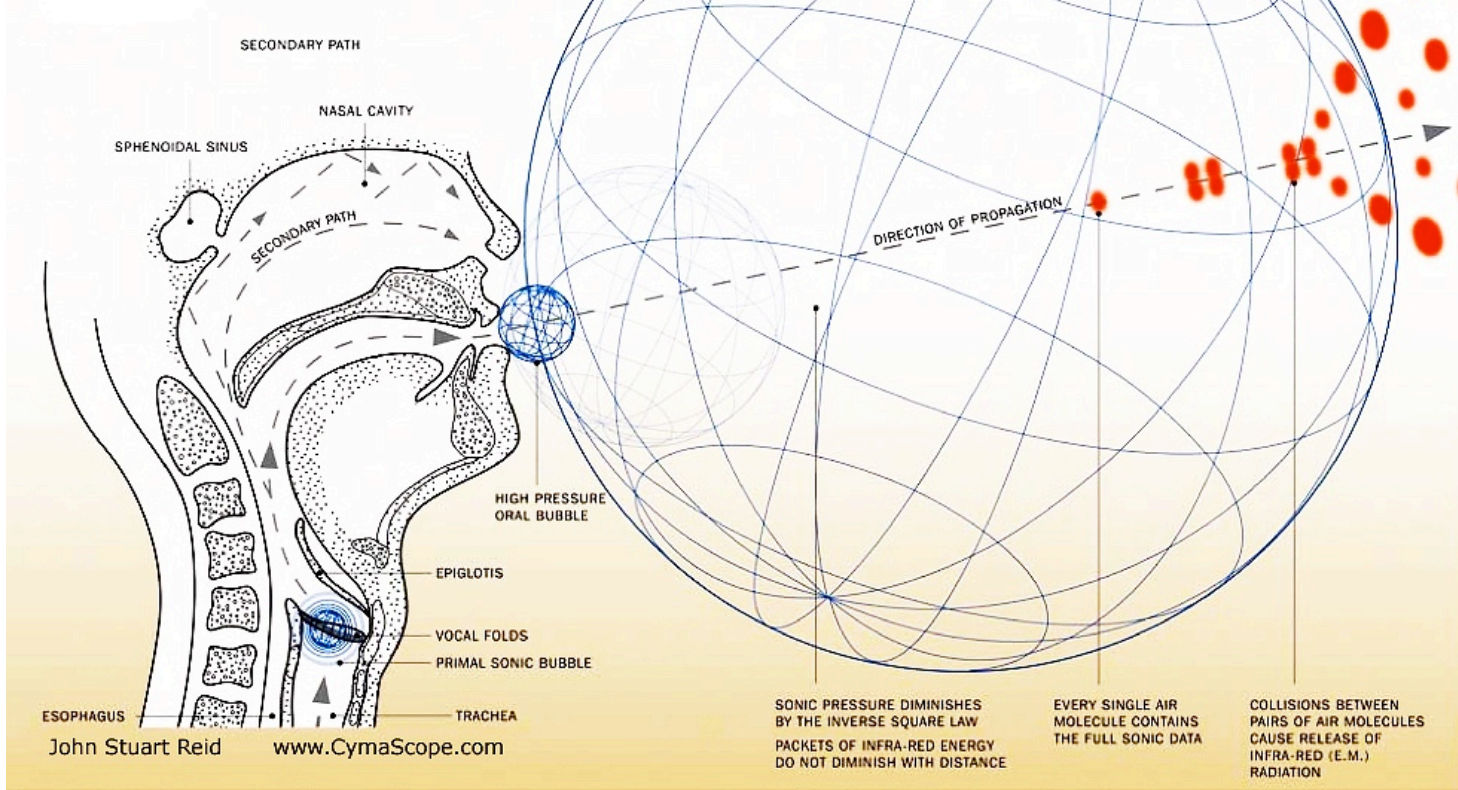 SECONDARY PATH
NASAL CAVITY
SPHENOIDAL SINUS
SECONDARY PATH
DIRECTION OF PROPAGATION
HIGH PRESSURE
ORAL BUBBLE
EPIGLOTIS
VOCAL FOLDS
PRIMAL SONIC BUBBLE
ESOPHAGUS
TRACHEA
John Stuart Reid
www.CymaScope.com
SONIC PRESSURE DIMINISHES
BY THE INVERSE SQUARE LAW
PACKETS OF INFRA-RED ENERGY
DO NOT DIMINISH WITH DISTANCE
EVERY SINGLE AIR
MOLECULE CONTAINS
THE FULL SONIC DATA
COLLISIONS BETWEEN
PAIRS OF AIR MOLECULES
CAUSE RELEASE OF
INFRA-RED (E.M.)
RADIATION